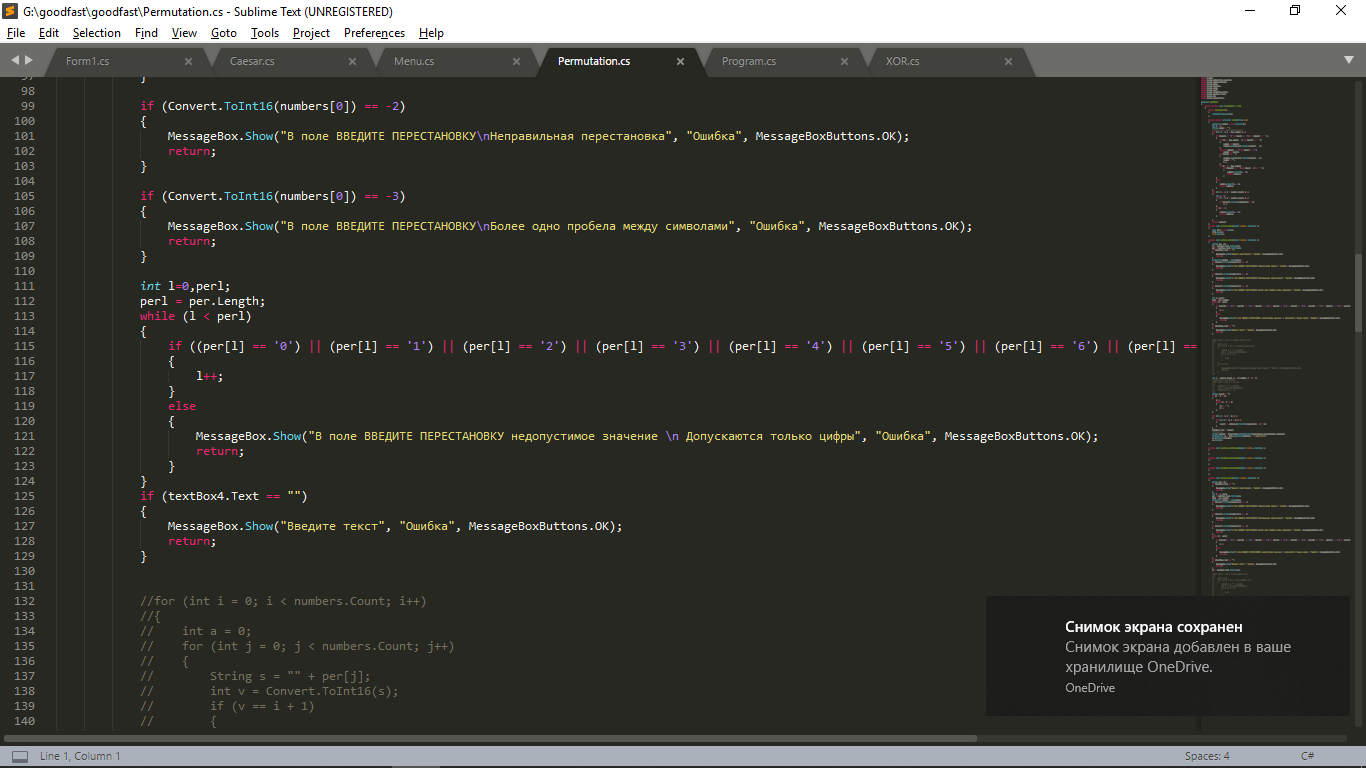 G:\goodfast\goodfast\Permutation.cs - Sublime Text (UNREGISTERED)
File Edit Selection Find View Goto Tools Project Preferences Help
Form1.cs Caesar.cs Menu.cs Permutation.cs Program.cs XOR.cs
97 }
98
99 if (Convert.ToInt16(numbers[0]) == -2)
100 {
101 MessageBox.Show("В поле ВВЕДИТЕ ПЕРЕСТАНОВКУ\nНеправильная перестановка", "Ошибка", MessageBoxButtons.OK);
102 return;
103 }
104
105 if (Convert.ToInt16(numbers[0]) == -3)
106 {
107 MessageBox.Show("В поле ВВЕДИТЕ ПЕРЕСТАНОВКУ\nБолее одно пробела между символами", "Ошибка", MessageBoxButtons.OK);
108 return;
109 }
110
111 int l=0,perl;
112 perl = per.Length;
113 while (l < perl)
114 {
115 if ((per[l] == '0') || (per[l] == '1') || (per[l] == '2') || (per[l] == '3') || (per[l] == '4') || (per[l] == '5') || (per[l] == '6') || (per[l] ==
116 {
117 l++;
118 }
119 else
120 {
121 MessageBox.Show("В поле ВВЕДИТЕ ПЕРЕСТАНОВКУ недопустимое значение \n Допускаются только цифры", "Ошибка", MessageBoxButtons.OK);
122 return;
123 }
124 }
125 if (textBox4.Text == "")
126 {
127 MessageBox.Show("Введите текст", "Ошибка", MessageBoxButtons.OK);
128 return;
129 }
130
131
132 //for (int i = 0; i < numbers.Count; i++)
133 //{
134 // int a = 0;
135 // for (int j = 0; j < numbers.Count; j++)
136 // {
137 // String s = "" + per[j];
138 // int v = Convert.ToInt16(s);
139 // if (v == i + 1)
140 // {
Снимок экрана сохранен
Снимок экрана добавлен в ваше
хранилище OneDrive.
OneDrive
Line 1, Column 1 Spaces: 4 C#